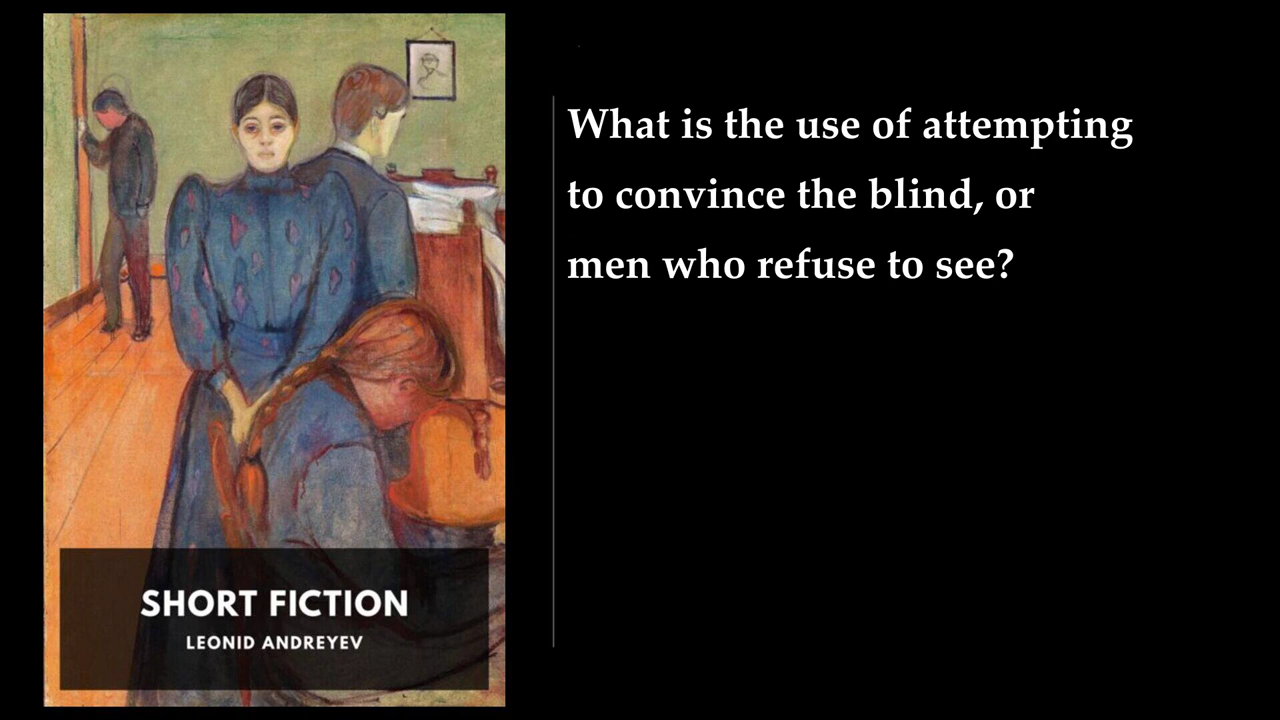 What is the use of attempting
to convince the blind, or
men who refuse to see?
SHORT FICTION
LEONID ANDREYEV